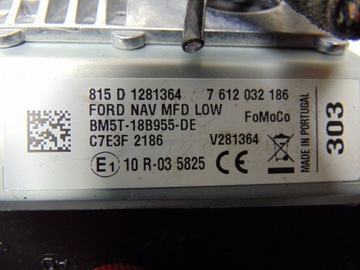 815 D 1281364 7 612 032 186
FORD NAV MFD LOW
FoMoCo
BM5T-18B955-DE
C7E3F 2186 V281364
E1 10 R-03 5825
MADE IN PORTUGAL
303